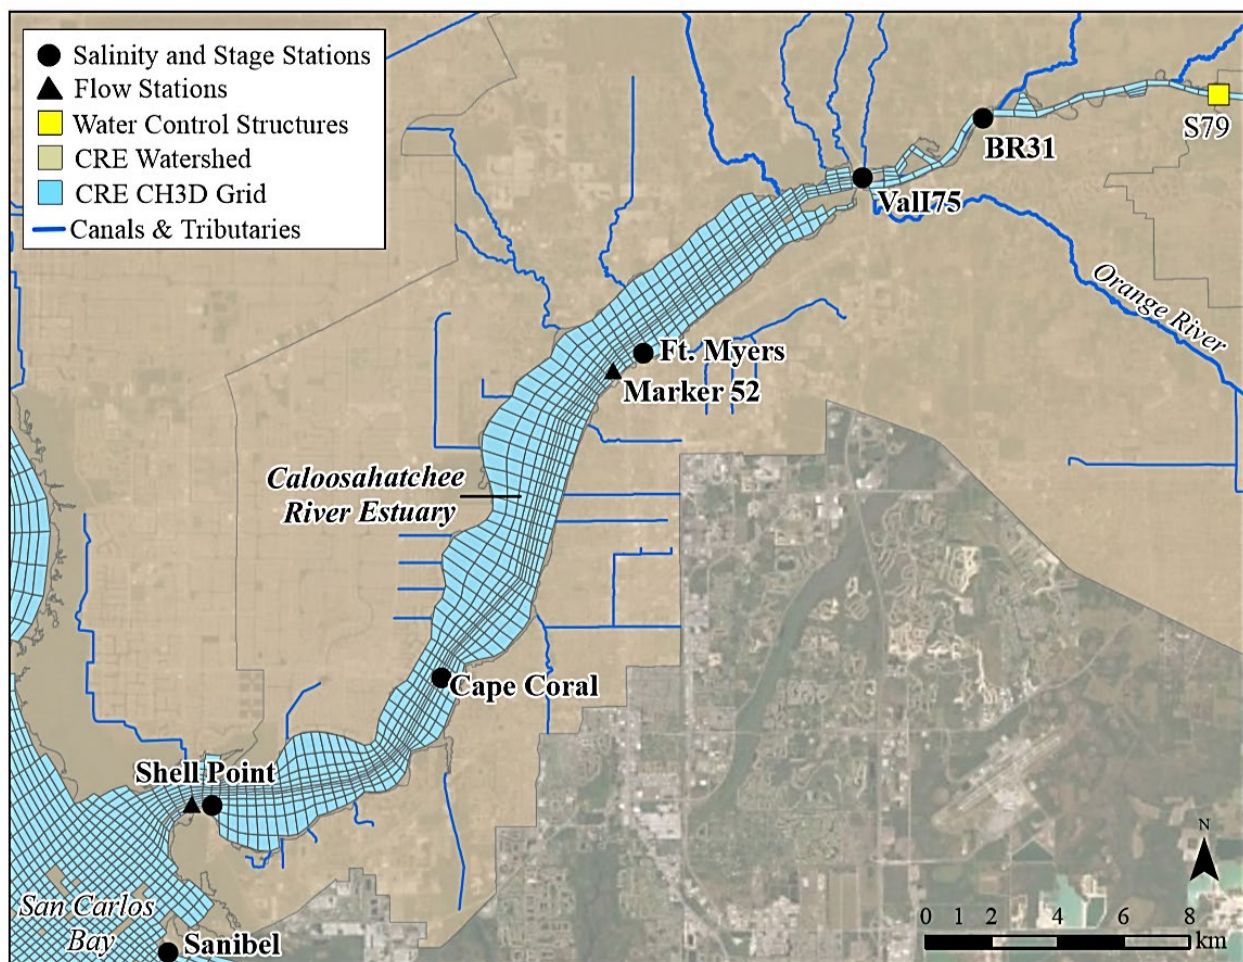 Salinity and Stage Stations
Flow Stations
Water Control Structures
CRE Watershed
CRE CH3D Grid
Canals & Tributaries
S79
BR31
ValI75
Orange River
Ft. Myers
Marker 52
Caloosahatchee
River Estuary
Cape Coral
Shell Point
San Carlos
Bay
Sanibel
N
0 1 2 4 6 8
km